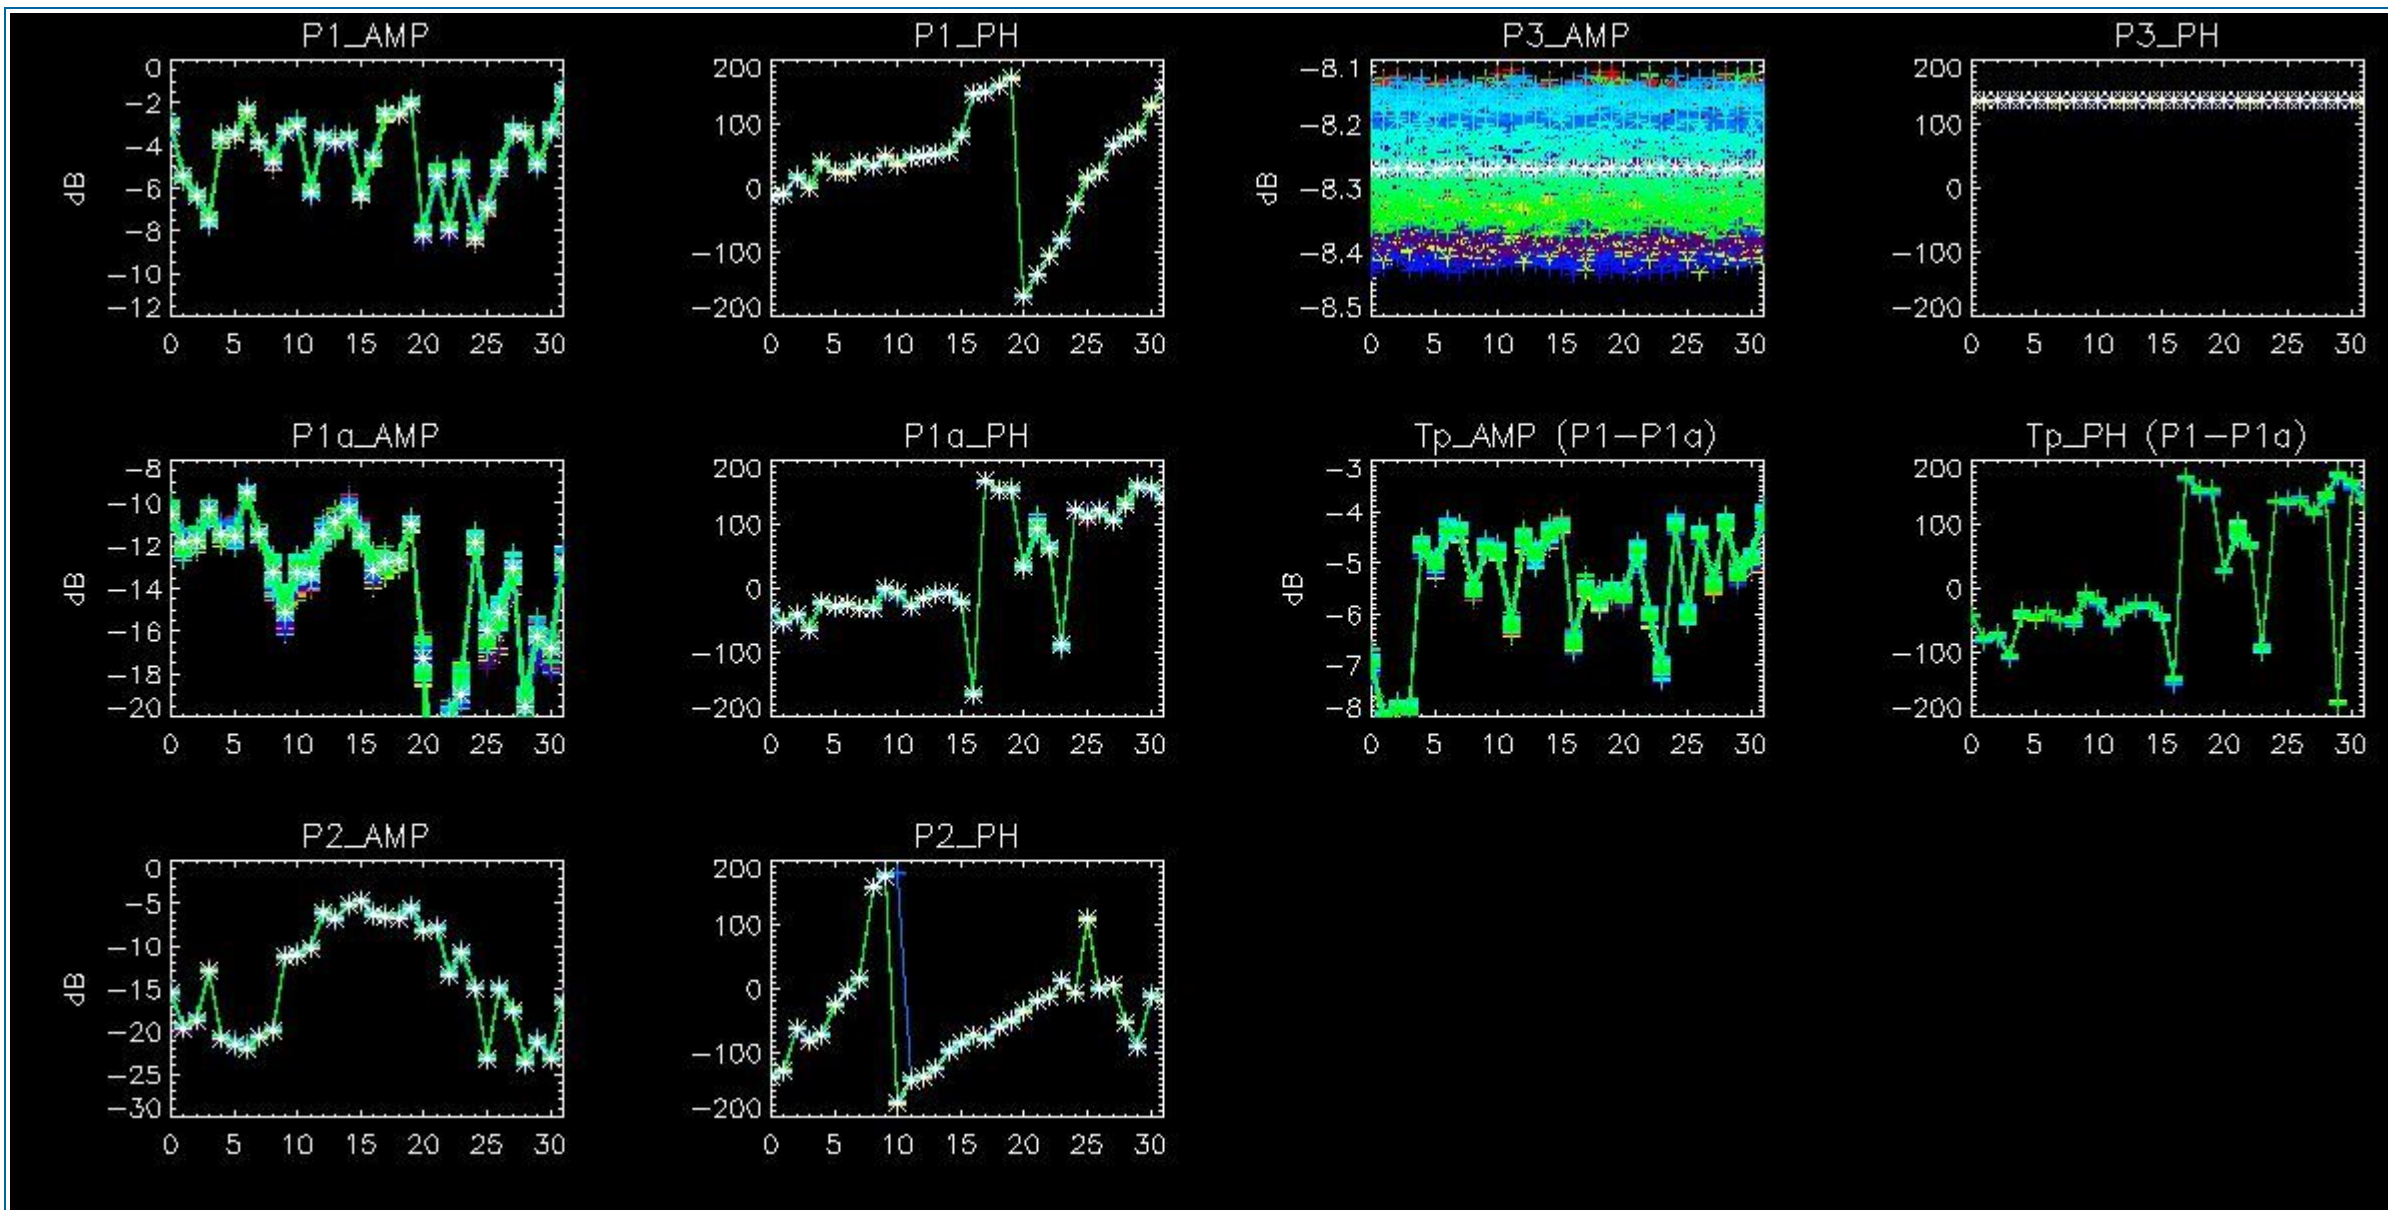 P1_AMP P1_PH P3_AMP P3_PH
0 200 -8.1 200
-2
-4 100 -8.2 100
dB -6 0 dB -8.3 0
-8
-10 -100 -8.4 -100
-12 -200 -8.5 -200
0 5 10 15 20 25 30 0 5 10 15 20 25 30 0 5 10 15 20 25 30 0 5 10 15 20 25 30
P1a_AMP P1a_PH Tp_AMP (P1-P1a) Tp_PH (P1-P1a)
-8 200 -3 200
-10 -4
-12 100 100
dB -14 0 dB -5 0
-16 -6
-18 -100 -7 -100
-20 -200 -8 -200
0 5 10 15 20 25 30 0 5 10 15 20 25 30 0 5 10 15 20 25 30 0 5 10 15 20 25 30
P2_AMP P2_PH
0 200
-5 100
-10
dB -15 0
-20 -100
-25
-30 -200
0 5 10 15 20 25 30 0 5 10 15 20 25 30